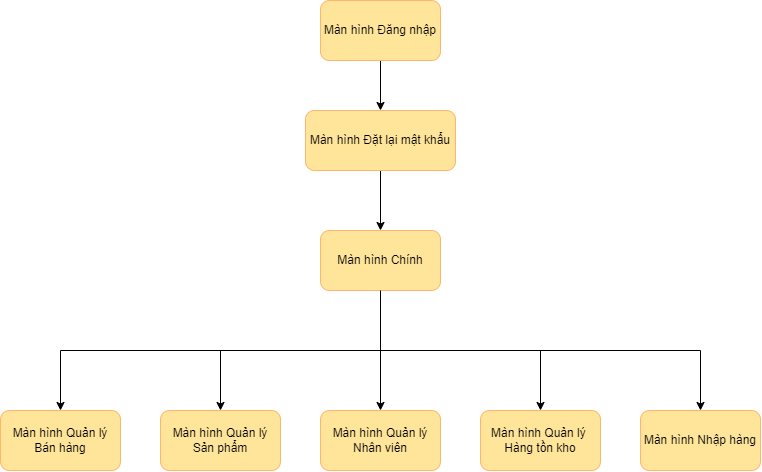 Màn hình Đăng nhập
Màn hình Đặt lại mật khẩu
Màn hình Chính
Màn hình Quản lý
Bán hàng
Màn hình Quản lý
Sản phẩm
Màn hình Quản lý
Nhân viên
Màn hình Quản lý
Hàng tồn kho
Màn hình Nhập hàng